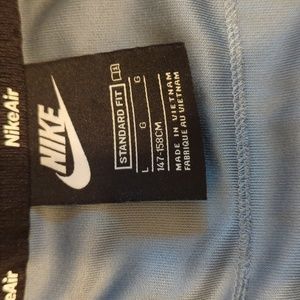 NikeAir
NikeAir
NIKE
STANDARD FIT
G
G
L
147-158CM
MADE IN VIETNAM
FABRIQUÉ AU VIETNAM